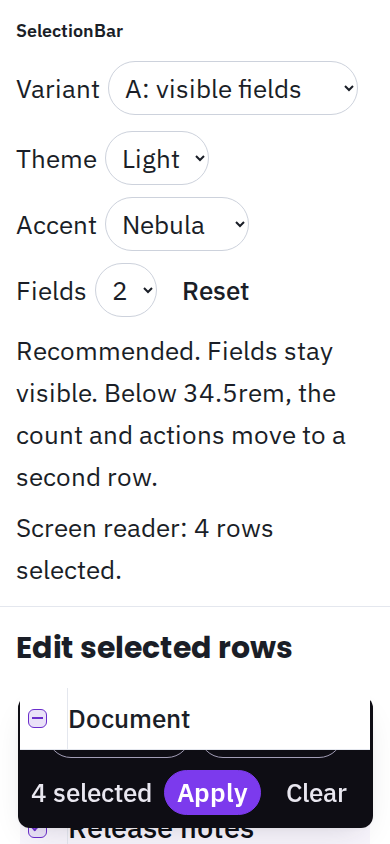 SelectionBar
Variant A: visible fields
Theme Light
Accent Nebula
Fields 2 Reset
Recommended. Fields stay
visible. Below 34.5rem, the
count and actions move to a
second row.
Screen reader: 4 rows
selected.
Edit selected rows
Document
4 selected Apply Clear
Release notes